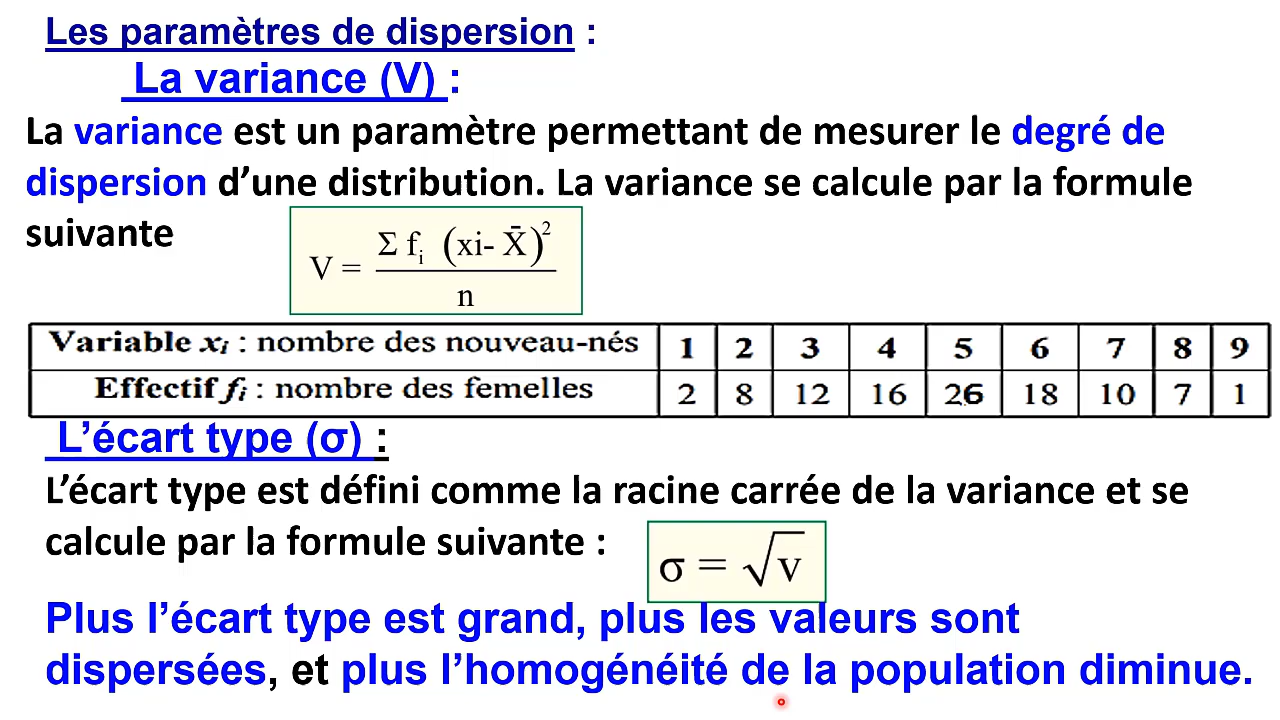 Les paramètres de dispersion :
La variance (V) :
La variance est un paramètre permettant de mesurer le degré de
dispersion d’une distribution. La variance se calcule par la formule
suivante
V = Σ fi (xi- X̄)² / n
Variable xi : nombre des nouveau-nés 1 2 3 4 5 6 7 8 9
Effectif fi : nombre des femelles 2 8 12 16 26 18 10 7 1
L’écart type (σ) :
L’écart type est défini comme la racine carrée de la variance et se
calcule par la formule suivante :
σ = √v
Plus l’écart type est grand, plus les valeurs sont
dispersées, et plus l’homogénéité de la population diminue.